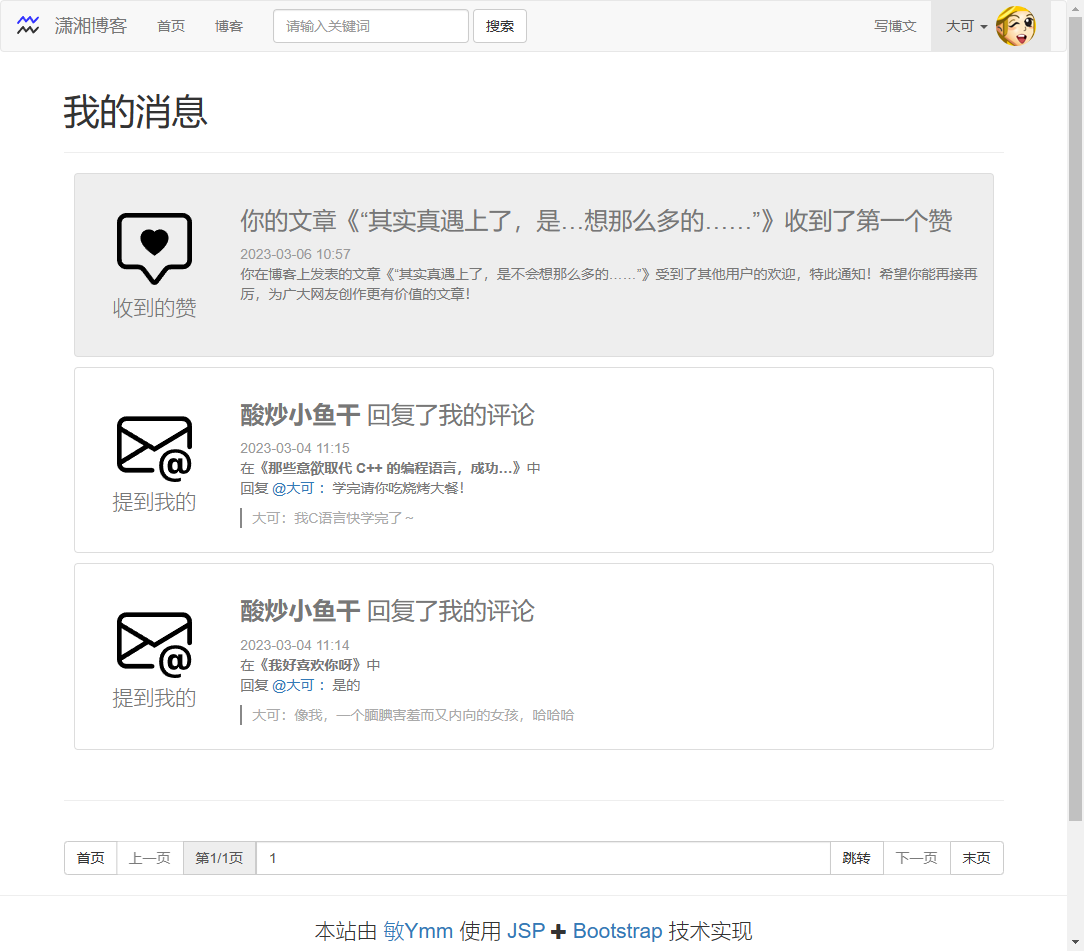 潇湘博客 首页 博客 请输入关键词 搜索 写博文 大可
我的消息
收到的赞
你的文章《“其实真遇上了，是…想那么多的……”》收到了第一个赞
2023-03-06 10:57
你在博客上发表的文章《“其实真遇上了，是不会想那么多的……”》受到了其他用户的欢迎，特此通知！希望你能再接再
厉，为广大网友创作更有价值的文章！
提到我的
酸炒小鱼干 回复了我的评论
2023-03-04 11:15
在《那些意欲取代 C++ 的编程语言，成功…》中
回复 @大可 ：学完请你吃烧烤大餐！
大可：我C语言快学完了～
提到我的
酸炒小鱼干 回复了我的评论
2023-03-04 11:14
在《我好喜欢你呀》中
回复 @大可 ：是的
大可：像我，一个腼腆害羞而又内向的女孩，哈哈哈
首页 上一页 第1/1页 1 跳转 下一页 末页
本站由 敏Ymm 使用 JSP ✚ Bootstrap 技术实现